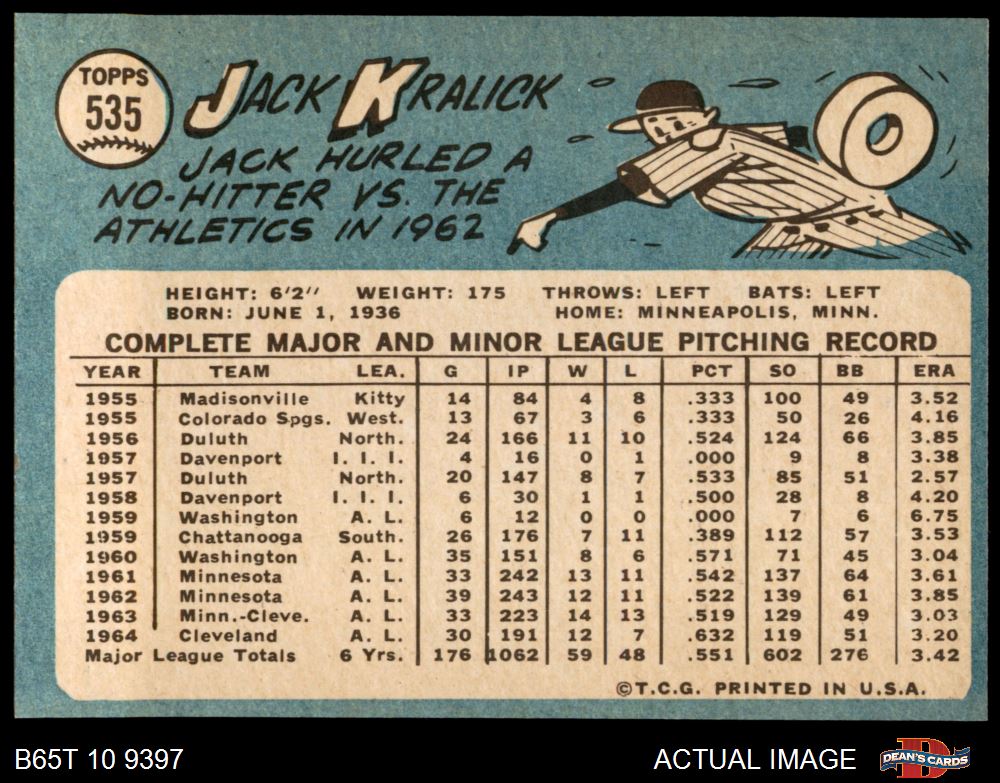 TOPPS
535
JACK KRALICK
JACK HURLED A
NO-HITTER VS. THE
ATHLETICS IN 1962
0
HEIGHT: 6'2" WEIGHT: 175 THROWS: LEFT BATS: LEFT
BORN: JUNE 1, 1936 HOME: MINNEAPOLIS, MINN.
COMPLETE MAJOR AND MINOR LEAGUE PITCHING RECORD
YEAR TEAM LEA. G IP W L PCT SO BB ERA
1955 Madisonville Kitty 14 84 4 8 .333 100 49 3.52
1955 Colorado Spgs. West. 13 67 3 6 .333 50 26 4.16
1956 Duluth North. 24 166 11 10 .524 124 66 3.85
1957 Davenport I. I. I. 4 16 0 1 .000 9 8 3.38
1957 Duluth North. 20 147 8 7 .533 85 51 2.57
1958 Davenport I. I. I. 6 30 1 1 .500 28 8 4.20
1959 Washington A. L. 6 12 0 0 .000 7 6 6.75
1959 Chattanooga South. 26 176 7 11 .389 112 57 3.53
1960 Washington A. L. 35 151 8 6 .571 71 45 3.04
1961 Minnesota A. L. 33 242 13 11 .542 137 64 3.61
1962 Minnesota A. L. 39 243 12 11 .522 139 61 3.85
1963 Minn.-Cleve. A. L. 33 223 14 13 .519 129 49 3.03
1964 Cleveland A. L. 30 191 12 7 .632 119 51 3.20
Major League Totals 6 Yrs. 176 1062 59 48 .551 602 276 3.42
©T.C.G. PRINTED IN U.S.A.
B65T 10 9397 ACTUAL IMAGE DEAN'S CARDS